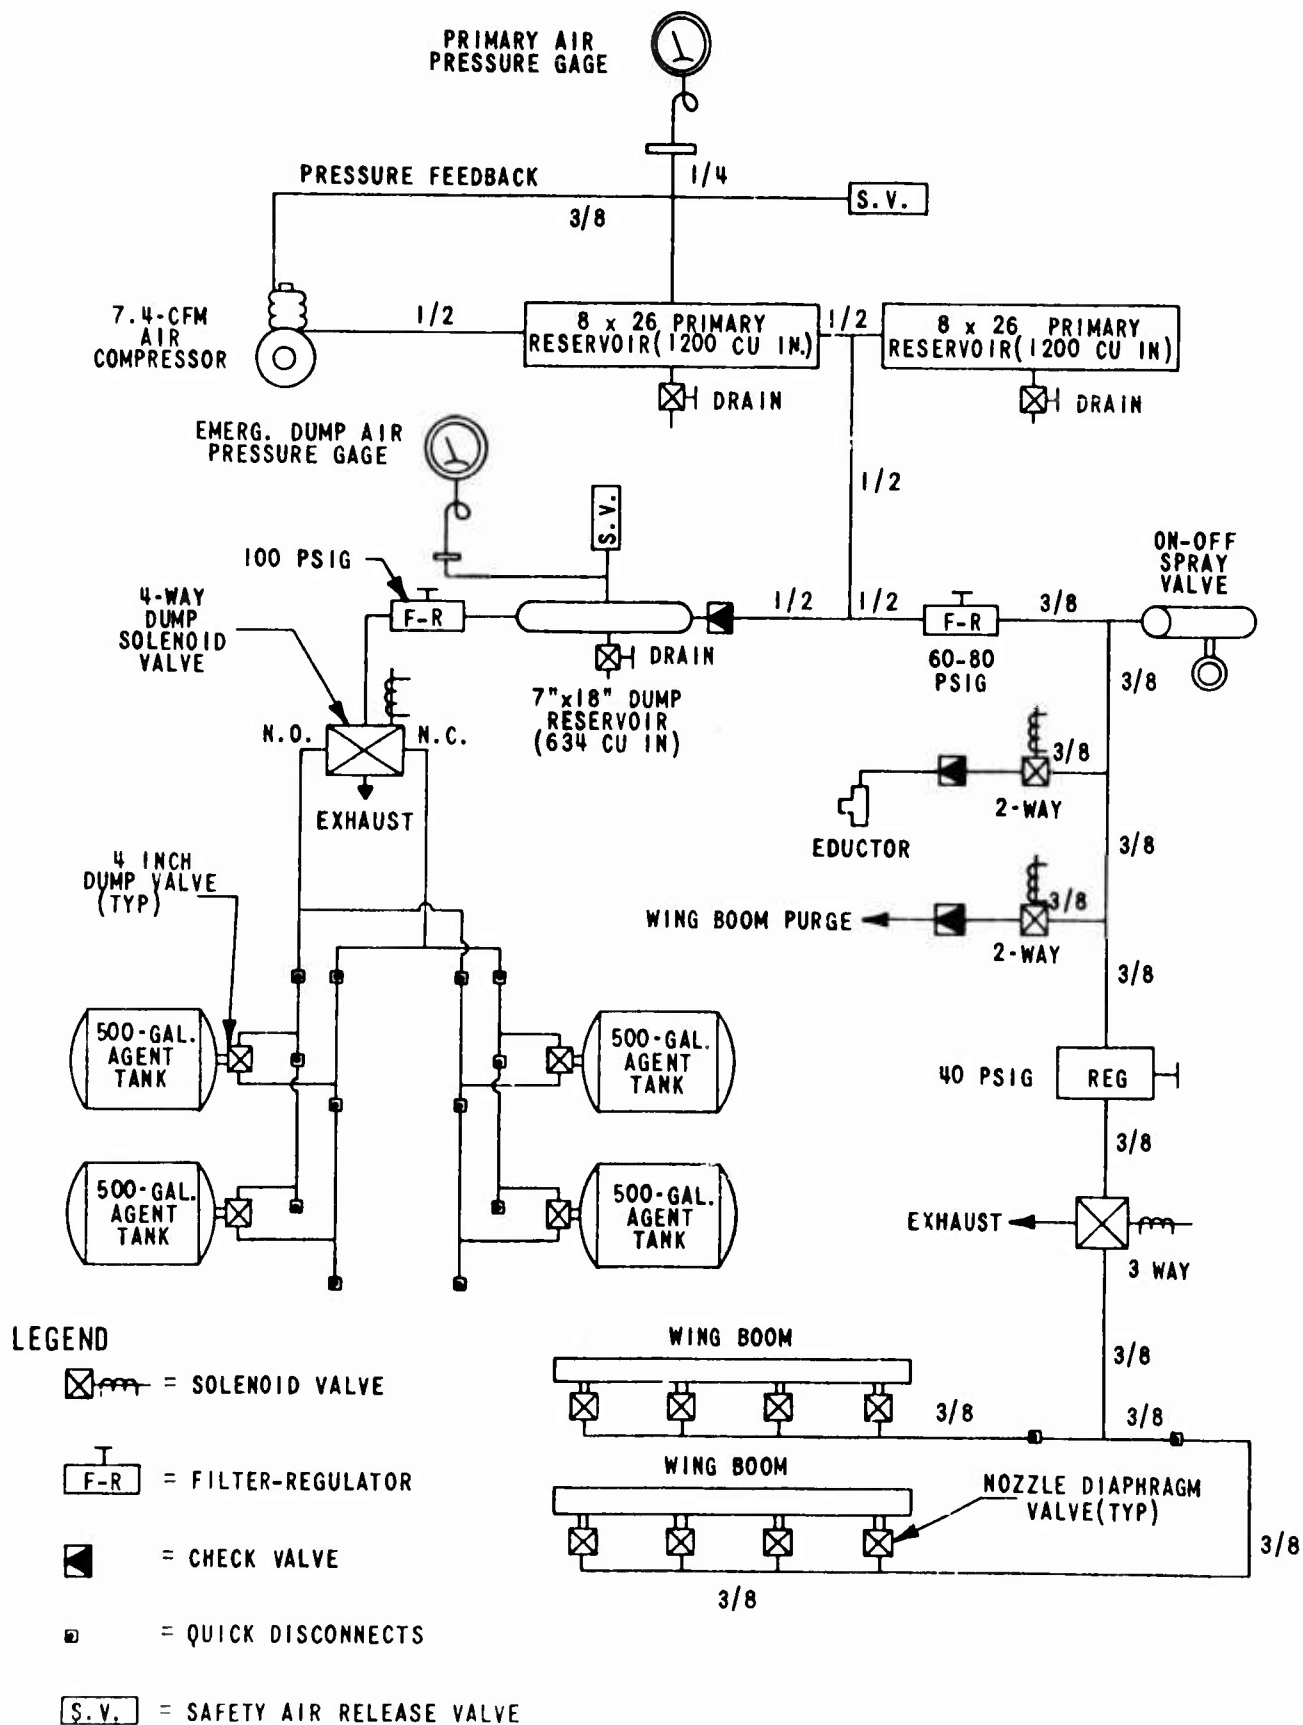 PRIMARY AIR
PRESSURE GAGE
PRESSURE FEEDBACK
1/4
S.V.
3/8
7.4-CFM
AIR
COMPRESSOR
1/2
8 x 26 PRIMARY
RESERVOIR(1200 CU IN.)
1/2
8 x 26 PRIMARY
RESERVOIR(1200 CU IN)
DRAIN
DRAIN
EMERG. DUMP AIR
PRESSURE GAGE
1/2
S.V.
100 PSIG
ON-OFF
SPRAY
VALVE
4-WAY
DUMP
SOLENOID
VALVE
F-R
1/2
1/2
F-R
3/8
DRAIN
60-80
PSIG
3/8
7"x18" DUMP
RESERVOIR
(634 CU IN)
N.O.
N.C.
3/8
2-WAY
EXHAUST
EDUCTOR
3/8
4 INCH
DUMP VALVE
(TYP)
3/8
WING BOOM PURGE
2-WAY
3/8
500-GAL.
AGENT
TANK
500-GAL.
AGENT
TANK
40 PSIG
REG
3/8
500-GAL.
AGENT
TANK
500-GAL.
AGENT
TANK
EXHAUST
3 WAY
LEGEND
WING BOOM
3/8
= SOLENOID VALVE
3/8
3/8
WING BOOM
F-R = FILTER-REGULATOR
NOZZLE DIAPHRAGM
VALVE(TYP)
3/8
= CHECK VALVE
3/8
= QUICK DISCONNECTS
S.V. = SAFETY AIR RELEASE VALVE